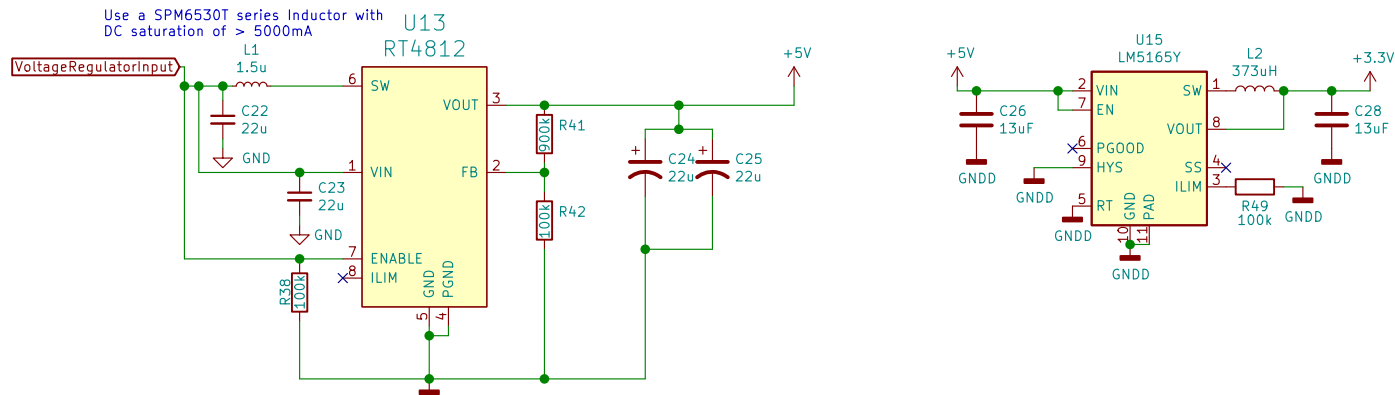 Use a SPM6530T series Inductor with
DC saturation of > 5000mA
U13
RT4812
L1
1.5u
VoltageRegulatorInput
C22
22u
GND
C23
22u
GND
R38
100k
6
SW
1
VIN
7
ENABLE
8
ILIM
VOUT
3
FB
2
GND
5
PGND
4
R41
900k
R42
100k
+
C24
22u
+
C25
22u
+5V
+5V
C26
13uF
GNDD
U15
LM5165Y
2
VIN
7
EN
6
PGOOD
9
HYS
5
RT
GNDD
GNDD
SW
1
VOUT
8
SS
4
ILIM
3
GND
10
PAD
11
GNDD
L2
373uH
R49
100k
GNDD
+3.3V
C28
13uF
GNDD